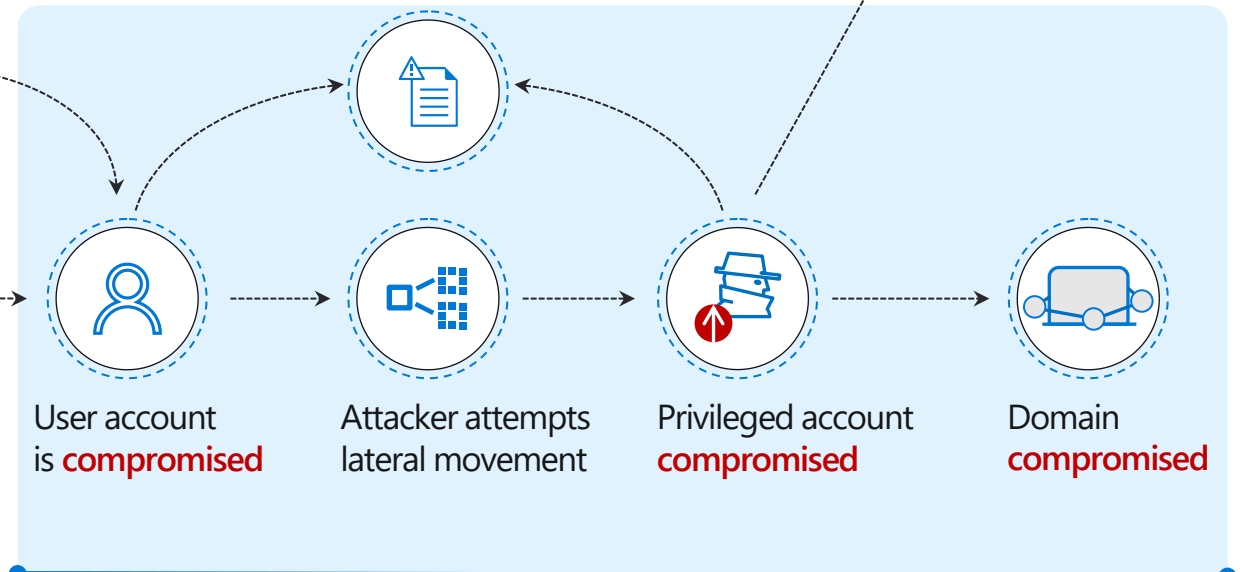 User account
is compromised
Attacker attempts
lateral movement
Privileged account
compromised
Domain
compromised